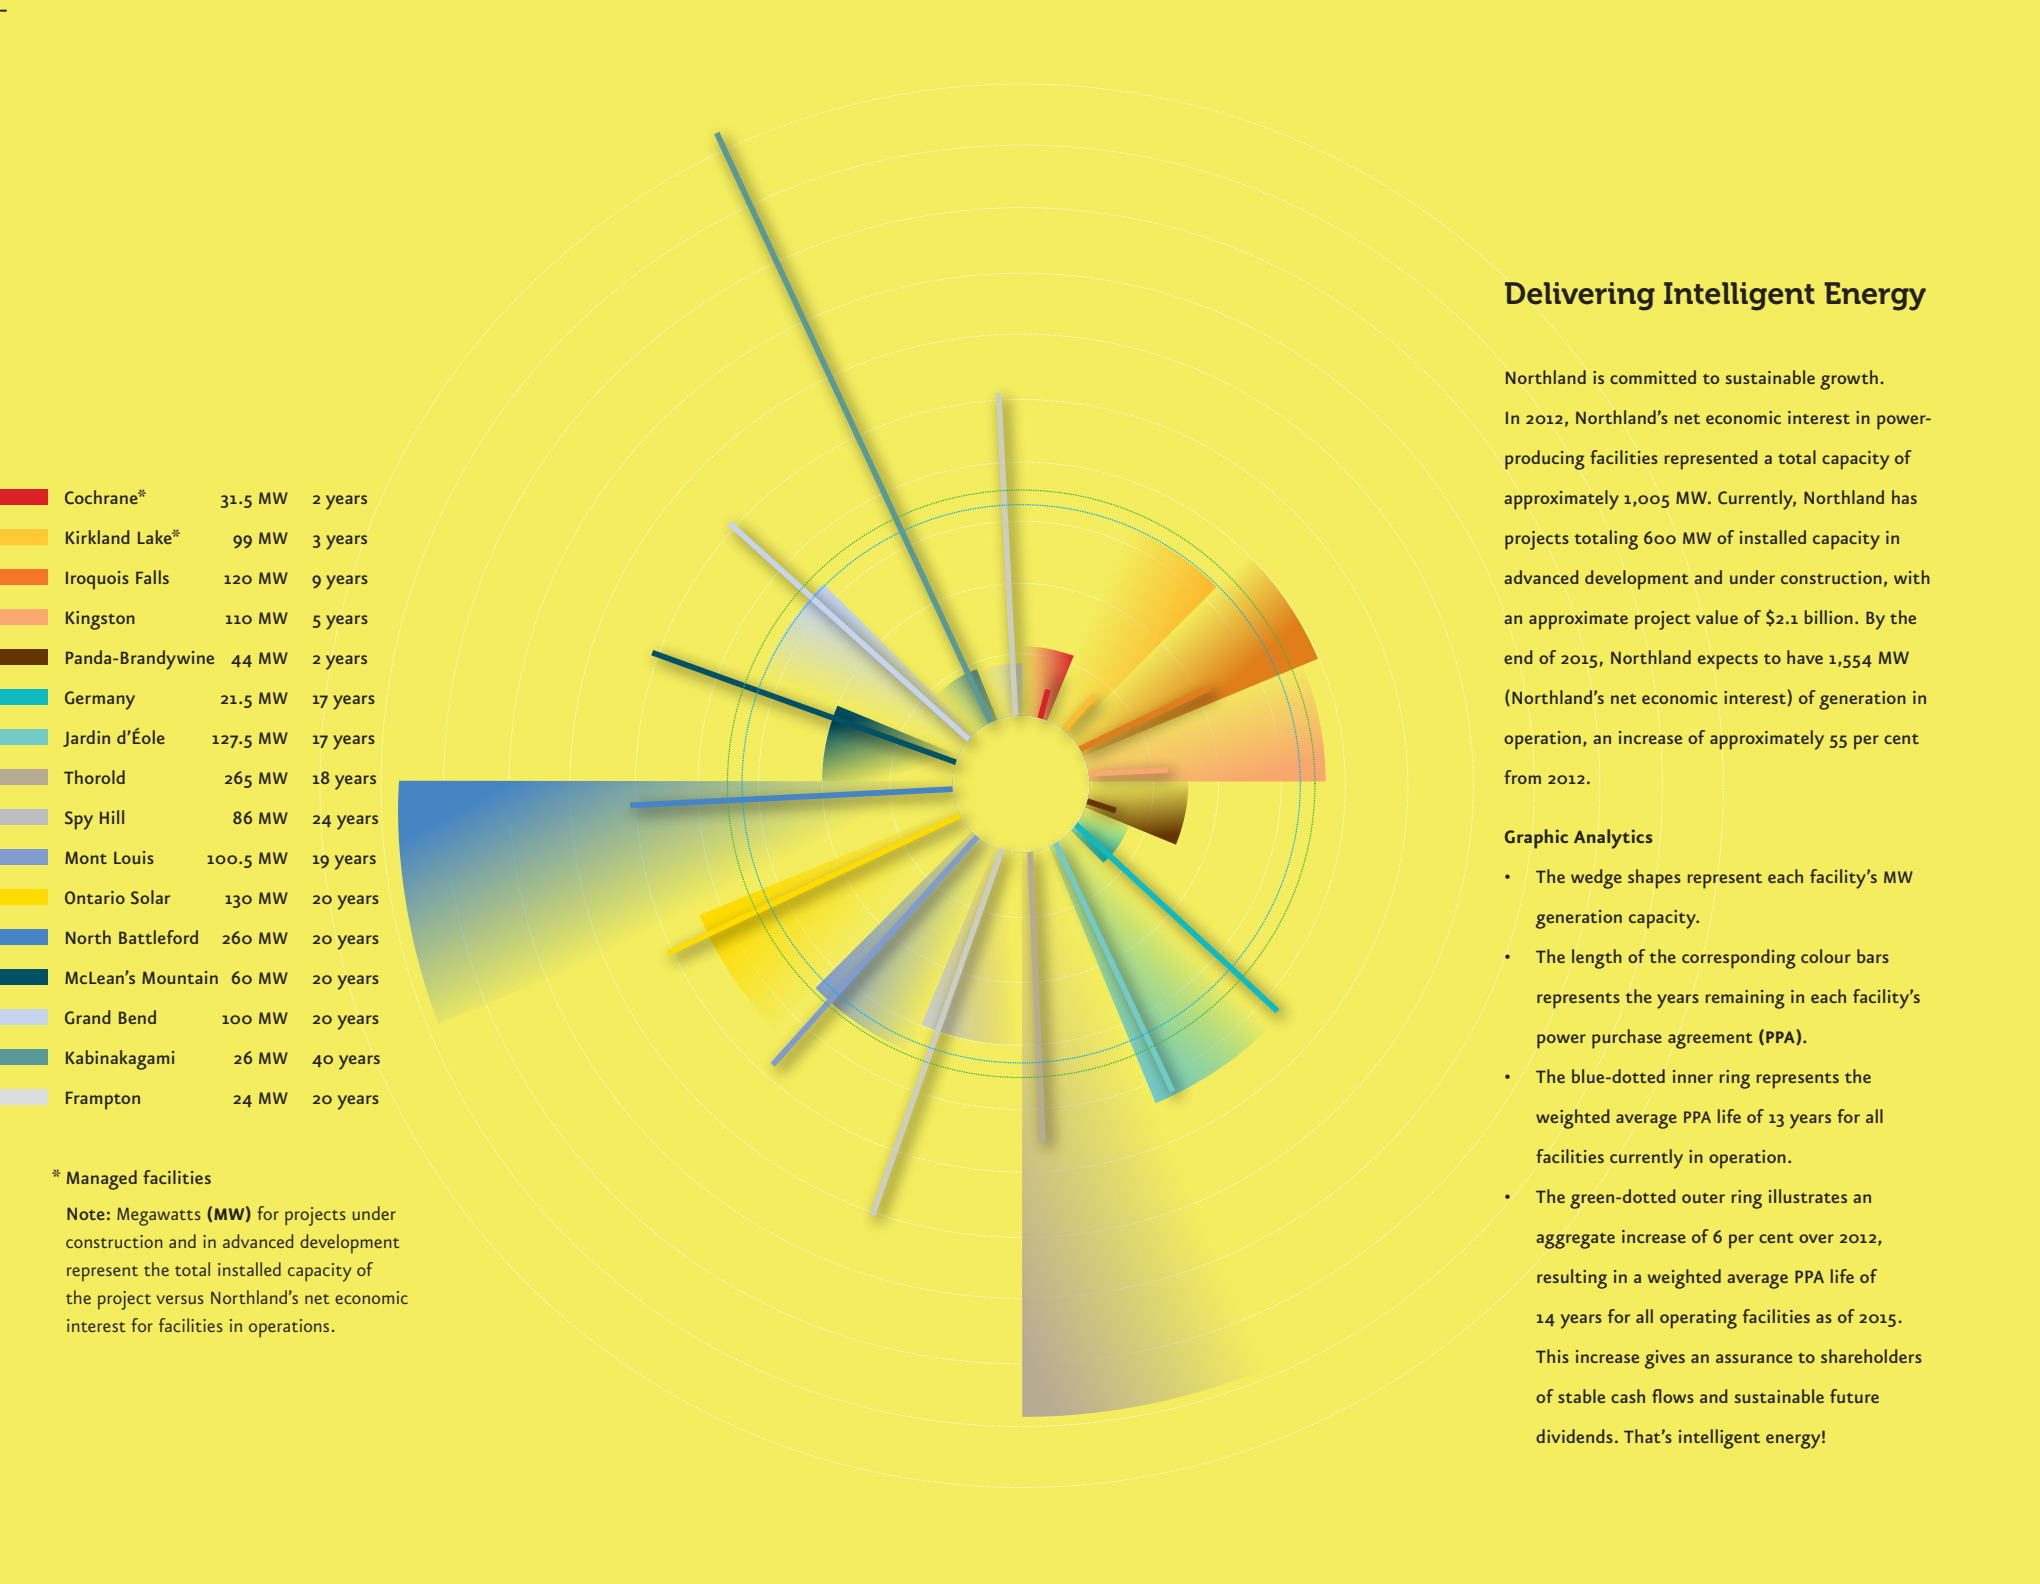 Delivering Intelligent Energy
Northland is committed to sustainable growth.
In 2012, Northland's net economic interest in power-
producing facilities represented a total capacity of
approximately 1,005 MW. Currently, Northland has
projects totaling 600 MW of installed capacity in
advanced development and under construction, with
an approximate project value of $2.1 billion. By the
end of 2015, Northland expects to have 1,554 MW
(Northland's net economic interest) of generation in
operation, an increase of approximately 55 per cent
from 2012.
Graphic Analytics
• The wedge shapes represent each facility's MW
generation capacity.
• The length of the corresponding colour bars
represents the years remaining in each facility's
power purchase agreement (PPA).
• The blue-dotted inner ring represents the
weighted average PPA life of 13 years for all
facilities currently in operation.
• The green-dotted outer ring illustrates an
aggregate increase of 6 per cent over 2012,
resulting in a weighted average PPA life of
14 years for all operating facilities as of 2015.
This increase gives an assurance to shareholders
of stable cash flows and sustainable future
dividends. That's intelligent energy!
Cochrane* 31.5 MW 2 years
Kirkland Lake* 99 MW 3 years
Iroquois Falls 120 MW 9 years
Kingston 110 MW 5 years
Panda-Brandywine 44 MW 2 years
Germany 21.5 MW 17 years
Jardin d'Éole 127.5 MW 17 years
Thorold 265 MW 18 years
Spy Hill 86 MW 24 years
Mont Louis 100.5 MW 19 years
Ontario Solar 130 MW 20 years
North Battleford 260 MW 20 years
McLean's Mountain 60 MW 20 years
Grand Bend 100 MW 20 years
Kabinakagami 26 MW 40 years
Frampton 24 MW 20 years
* Managed facilities
Note: Megawatts (MW) for projects under
construction and in advanced development
represent the total installed capacity of
the project versus Northland's net economic
interest for facilities in operations.